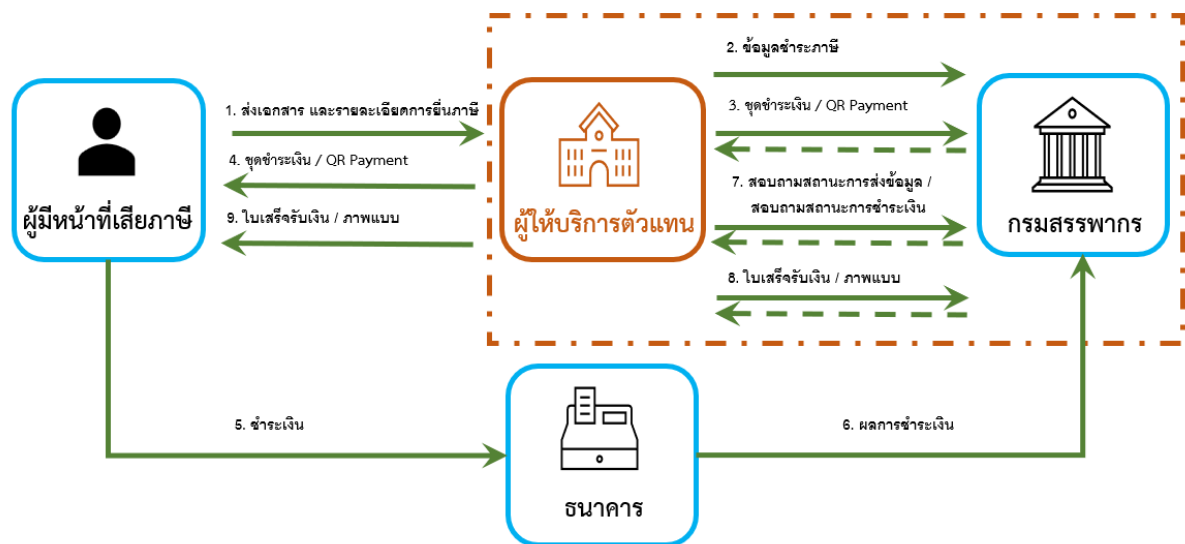 2. ข้อมูลชำระภาษี
1. ส่งเอกสาร และรายละเอียดการยื่นภาษี
3. ชุดชำระเงิน / QR Payment
4. ชุดชำระเงิน / QR Payment
7. สอบถามสถานะการส่งข้อมูล /
สอบถามสถานะการชำระเงิน
9. ใบเสร็จรับเงิน / ภาพแบบ
ผู้มีหน้าที่เสียภาษี
ผู้ให้บริการตัวแทน
กรมสรรพากร
8. ใบเสร็จรับเงิน / ภาพแบบ
5. ชำระเงิน
6. ผลการชำระเงิน
ธนาคาร